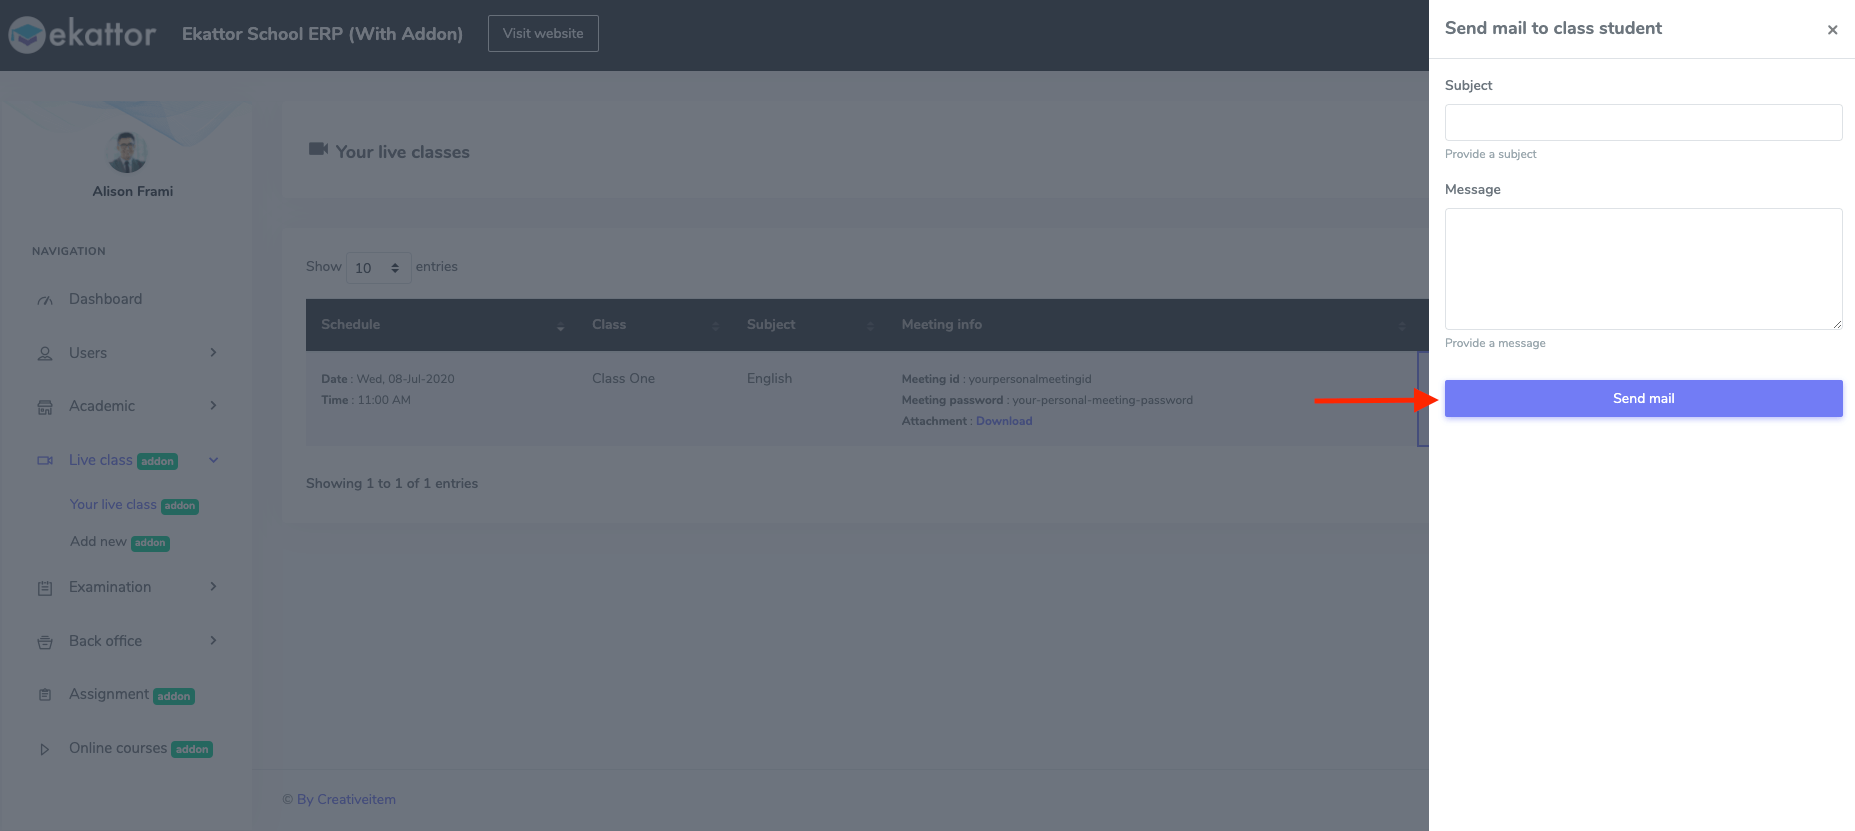 ekattor Ekattor School ERP (With Addon) Visit website
Alison Frami
NAVIGATION
Dashboard
Users
Academic
Live class addon
Your live class addon
Add new addon
Examination
Back office
Assignment addon
Online courses addon
Your live classes
Show 10 entries
Schedule Class Subject Meeting info
Date : Wed, 08-Jul-2020 Class One English Meeting id : yourpersonalmeetingid
Time : 11:00 AM Meeting password : your-personal-meeting-password
Attachment : Download
Showing 1 to 1 of 1 entries
© By Creativeitem
Send mail to class student ×
Subject
Provide a subject
Message
Provide a message
Send mail